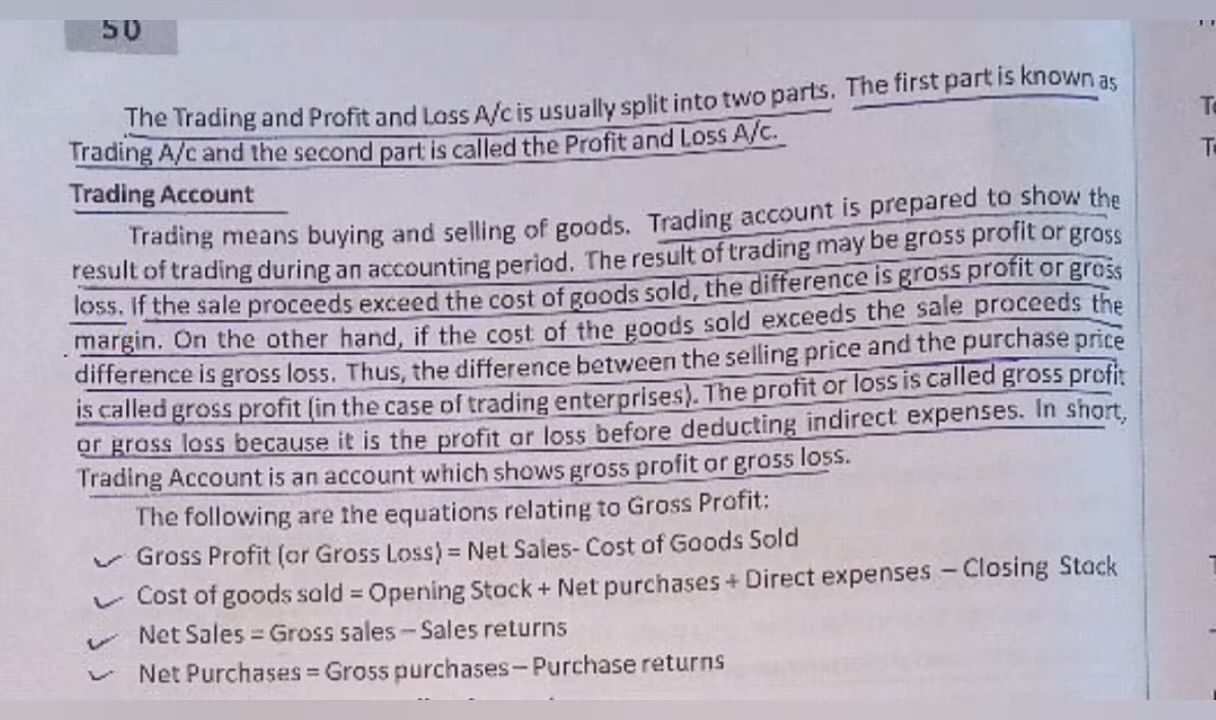 50
The Trading and Profit and Loss A/c is usually split into two parts. The first part is known as
Trading A/c and the second part is called the Profit and Loss A/c.
Trading Account
Trading means buying and selling of goods. Trading account is prepared to show the
result of trading during an accounting period. The result of trading may be gross profit or gross
loss. If the sale proceeds exceed the cost of goods sold, the difference is gross profit or gross
margin. On the other hand, if the cost of the goods sold exceeds the sale proceeds the
difference is gross loss. Thus, the difference between the selling price and the purchase price
is called gross profit (in the case of trading enterprises). The profit or loss is called gross profit
or gross loss because it is the profit or loss before deducting indirect expenses. In short,
Trading Account is an account which shows gross profit or gross loss.
The following are the equations relating to Gross Profit:
Gross Profit (or Gross Loss) = Net Sales- Cost of Goods Sold
Cost of goods sold = Opening Stock + Net purchases + Direct expenses – Closing Stock
Net Sales = Gross sales – Sales returns
Net Purchases = Gross purchases – Purchase returns